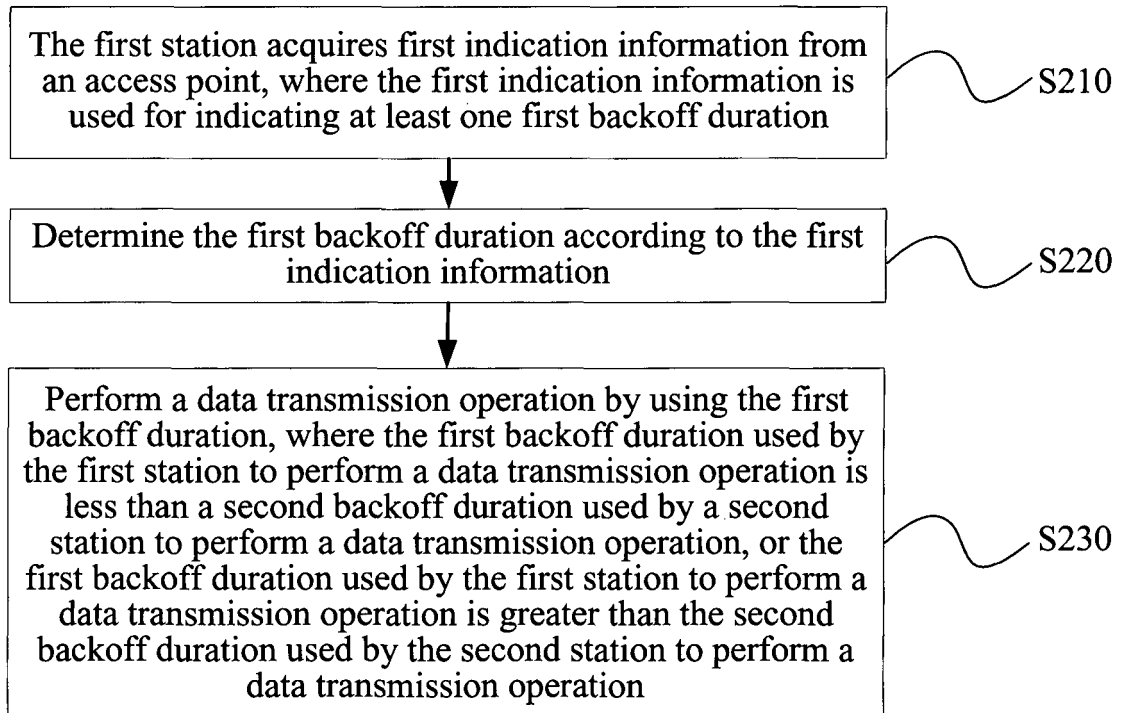 The first station acquires first indication information from
an access point, where the first indication information is
used for indicating at least one first backoff duration
S210
Determine the first backoff duration according to the first
indication information
S220
Perform a data transmission operation by using the first
backoff duration, where the first backoff duration used by
the first station to perform a data transmission operation is
less than a second backoff duration used by a second
station to perform a data transmission operation, or the
first backoff duration used by the first station to perform a
data transmission operation is greater than the second
backoff duration used by the second station to perform a
data transmission operation
S230